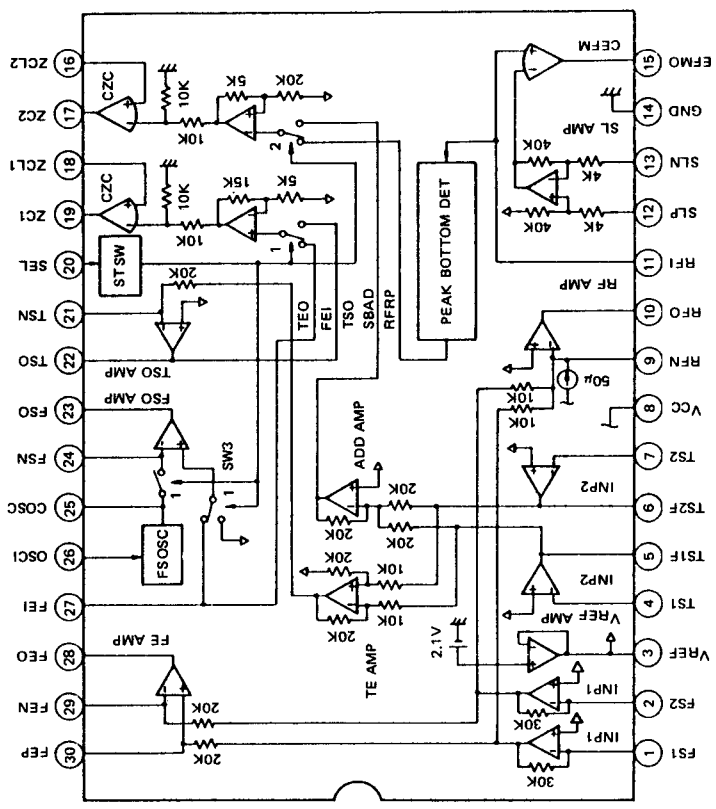 ZCL2
16
ZC2
17
ZCL1
18
ZC1
19
SEL
20
TSN
21
TSO
22
FSO
23
FSN
24
COSC
25
OSCI
26
FEI
27
FEO
28
FEN
29
FEP
30
CZC
10K
10K
5K
20K
2
CZC
10K
10K
15K
5K
1
ST SW
20K
TSO AMP
FSO AMP
SW3
1
1
FSOSC
FE AMP
20K
20K
TEO
FEI
TSO
SBAD
RFRP
PEAK BOTTOM DET
ADD AMP
20K
20K
20K
TE AMP
20K
20K
10K
10K
2.1V
CEFM
SL AMP
40K
4K
40K
4K
RF AMP
10K
10K
50μ
INP2
INP2
VREF AMP
INP1
30K
INP1
30K
15
EFMO
14
GND
13
SLN
12
SLP
11
RFI
10
RFO
9
RFN
8
VCC
7
TS2
6
TS2F
5
TS1F
4
TS1
3
VREF
2
FS2
1
FS1